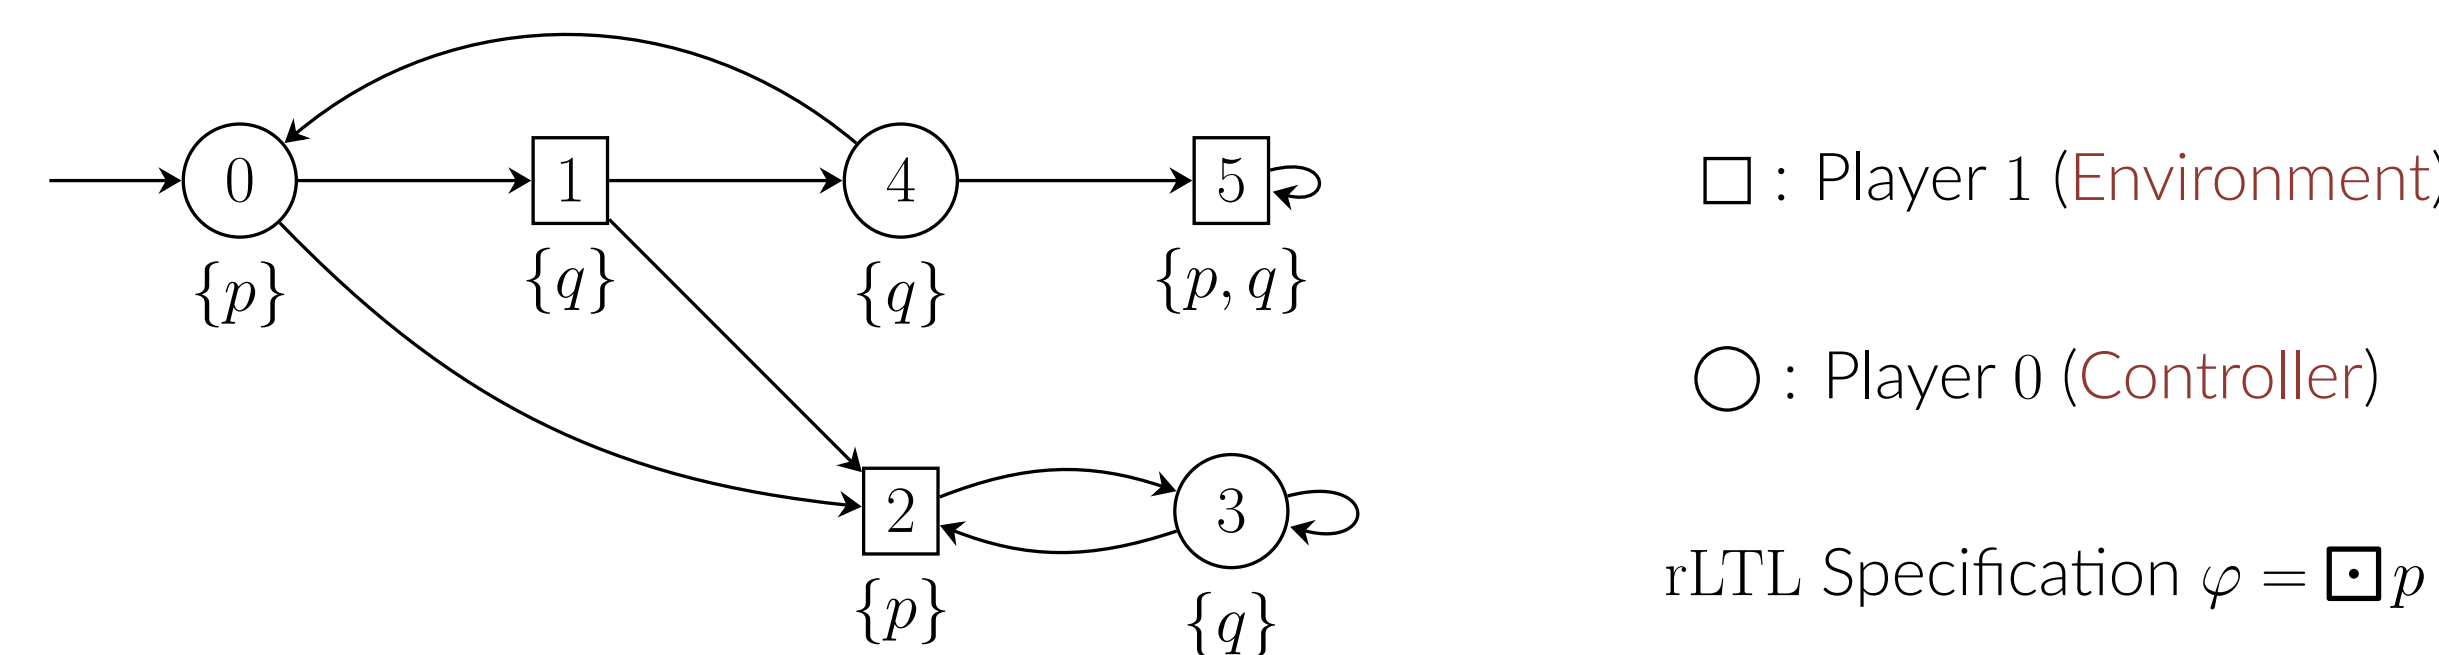 0 1 4 5
{p} {q} {q} {p, q}
2 3
{p} {q}
: Player 1 (Environment)
: Player 0 (Controller)
rLTL Specification φ = ⊡ p